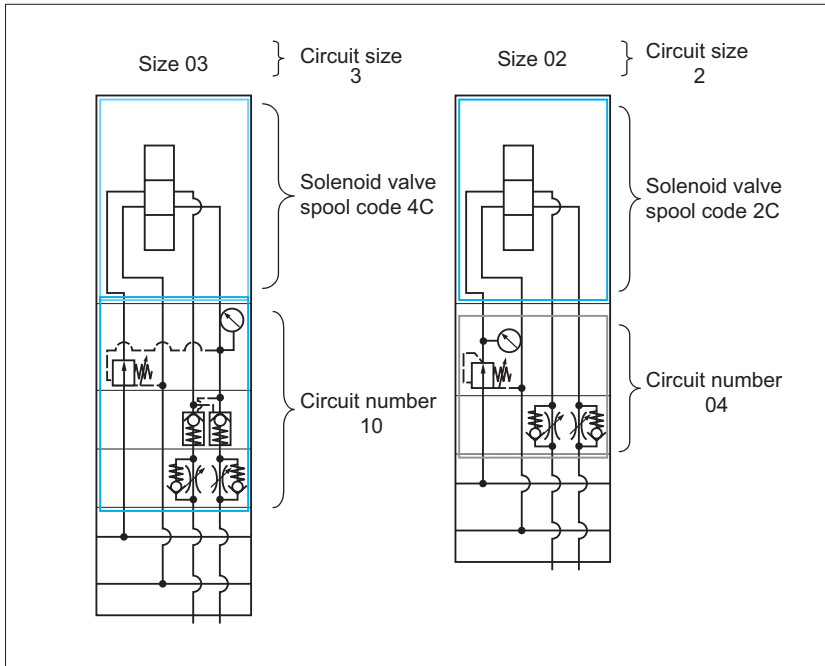 Size 03
Circuit size
3
Size 02
Circuit size
2
Solenoid valve
spool code 4C
Solenoid valve
spool code 2C
Circuit number
10
Circuit number
04